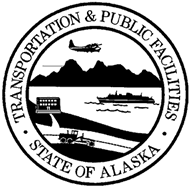 · TRANSPORTATION & PUBLIC FACILITIES ·
STATE OF ALASKA